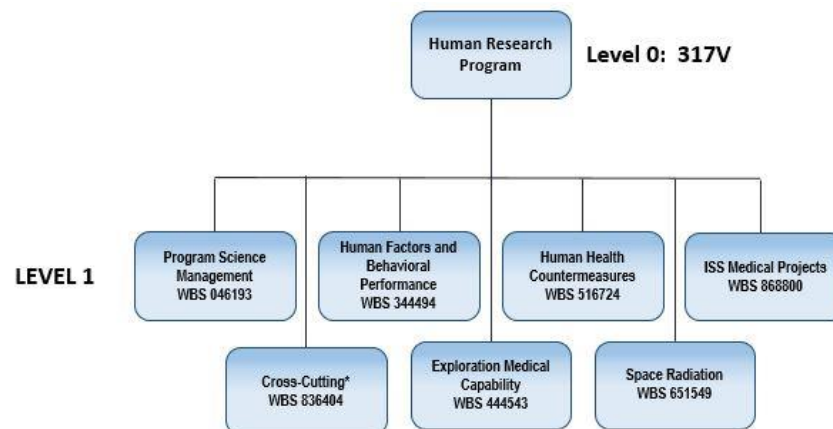 Human Research
Program
Level 0: 317V
LEVEL 1
Program Science
Management
WBS 046193
Human Factors and
Behavioral
Performance
WBS 344494
Human Health
Countermeasures
WBS 516724
ISS Medical Projects
WBS 868800
Cross-Cutting*
WBS 836404
Exploration Medical
Capability
WBS 444543
Space Radiation
WBS 651549